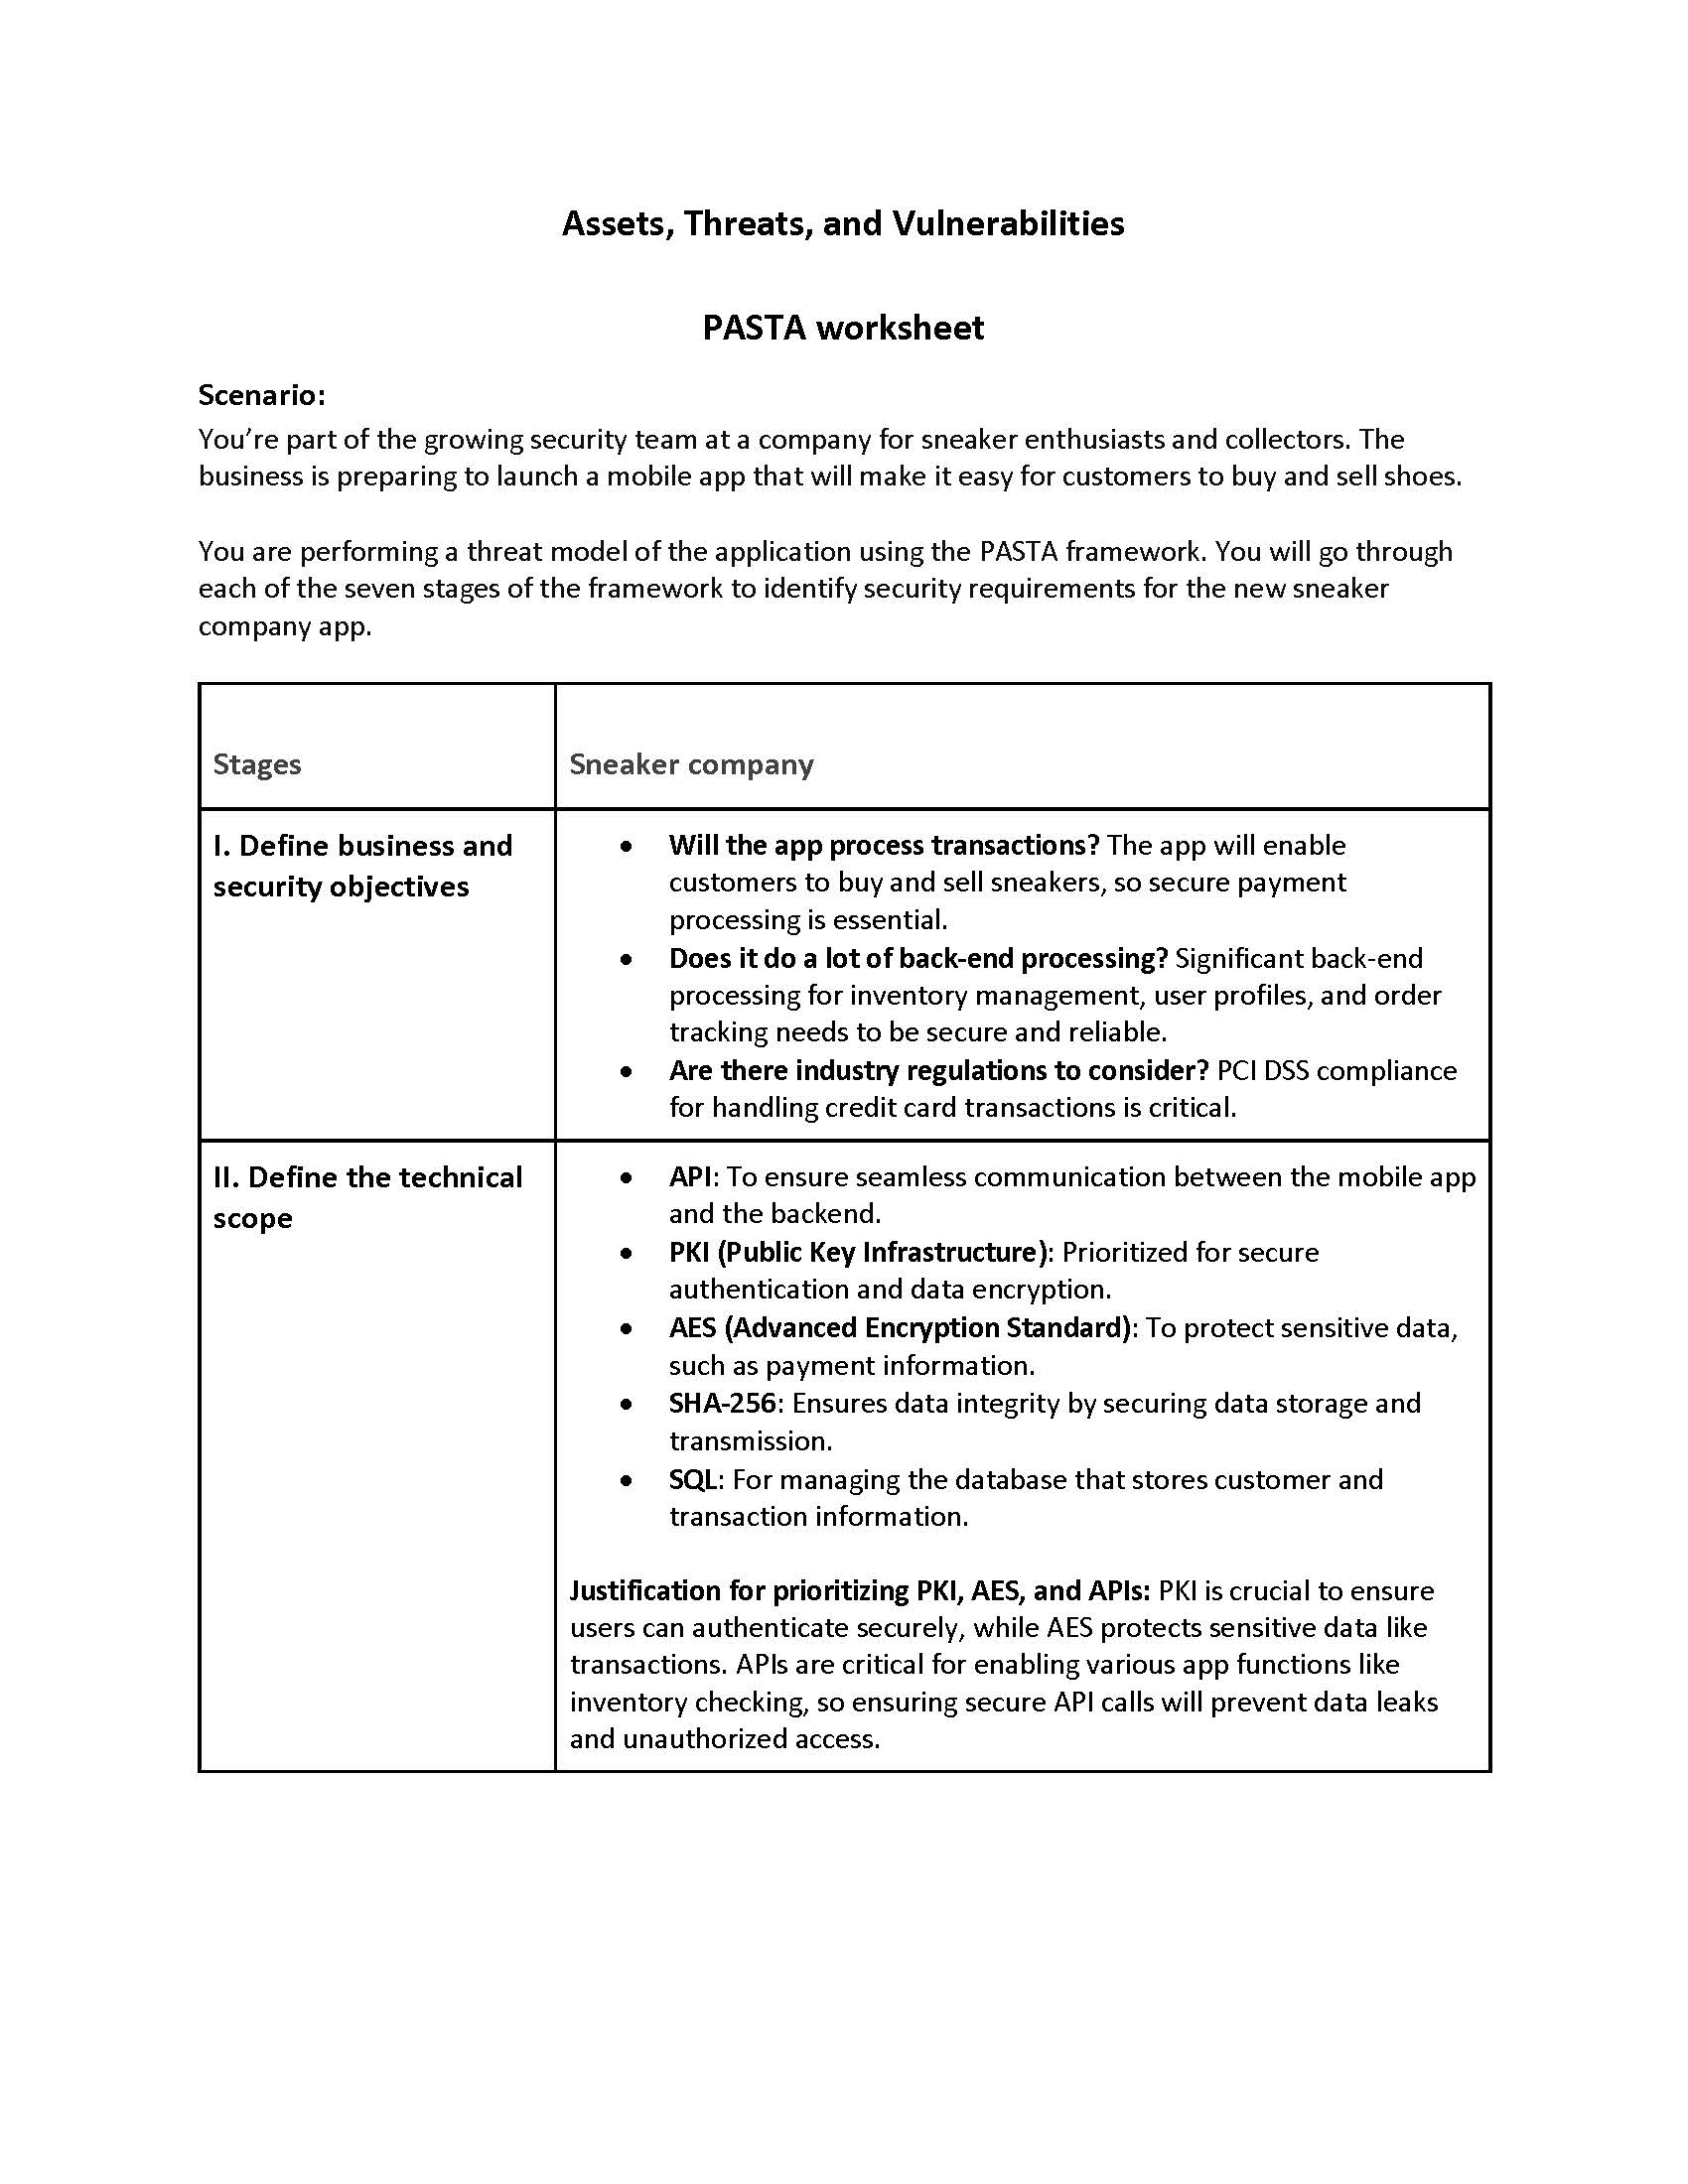 Assets, Threats, and Vulnerabilities
PASTA worksheet
Scenario:
You’re part of the growing security team at a company for sneaker enthusiasts and collectors. The
business is preparing to launch a mobile app that will make it easy for customers to buy and sell shoes.
You are performing a threat model of the application using the PASTA framework. You will go through
each of the seven stages of the framework to identify security requirements for the new sneaker
company app.
Stages
Sneaker company
I. Define business and
security objectives
• Will the app process transactions? The app will enable
customers to buy and sell sneakers, so secure payment
processing is essential.
• Does it do a lot of back-end processing? Significant back-end
processing for inventory management, user profiles, and order
tracking needs to be secure and reliable.
• Are there industry regulations to consider? PCI DSS compliance
for handling credit card transactions is critical.
II. Define the technical
scope
• API: To ensure seamless communication between the mobile app
and the backend.
• PKI (Public Key Infrastructure): Prioritized for secure
authentication and data encryption.
• AES (Advanced Encryption Standard): To protect sensitive data,
such as payment information.
• SHA-256: Ensures data integrity by securing data storage and
transmission.
• SQL: For managing the database that stores customer and
transaction information.
Justification for prioritizing PKI, AES, and APIs: PKI is crucial to ensure
users can authenticate securely, while AES protects sensitive data like
transactions. APIs are critical for enabling various app functions like
inventory checking, so ensuring secure API calls will prevent data leaks
and unauthorized access.